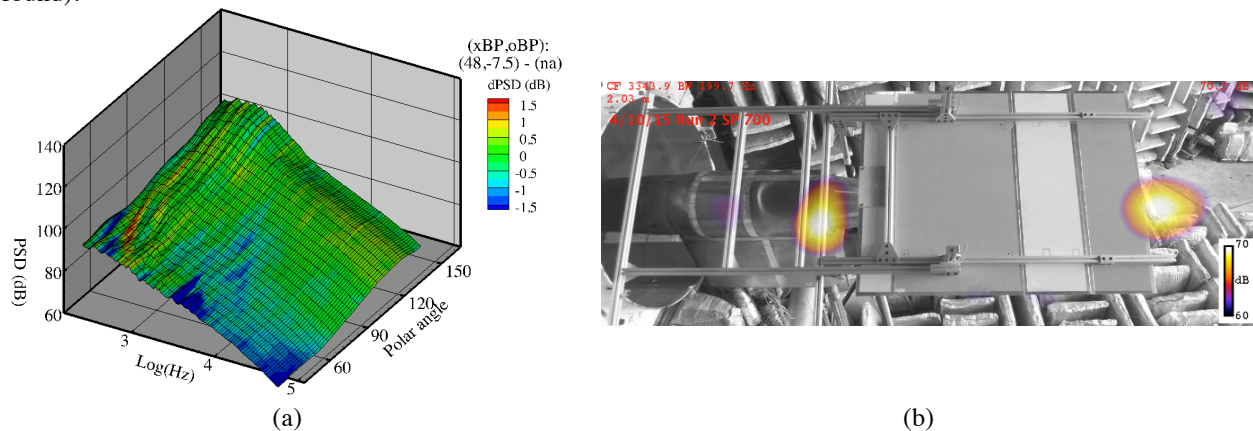 (xBP,oBP):
(48,-7.5) - (na)
dPSD (dB)
1.5
1
0.5
0
-0.5
-1
-1.5
140
120
100
80
60
PSD (dB)
3
4
5
Log(Hz)
60
90
120
150
Polar angle
(a)
CF 3343.9 BW 199.7 Hz
2.03 m
4/10/15 Run 2 SP 700
70
dB
60
(b)